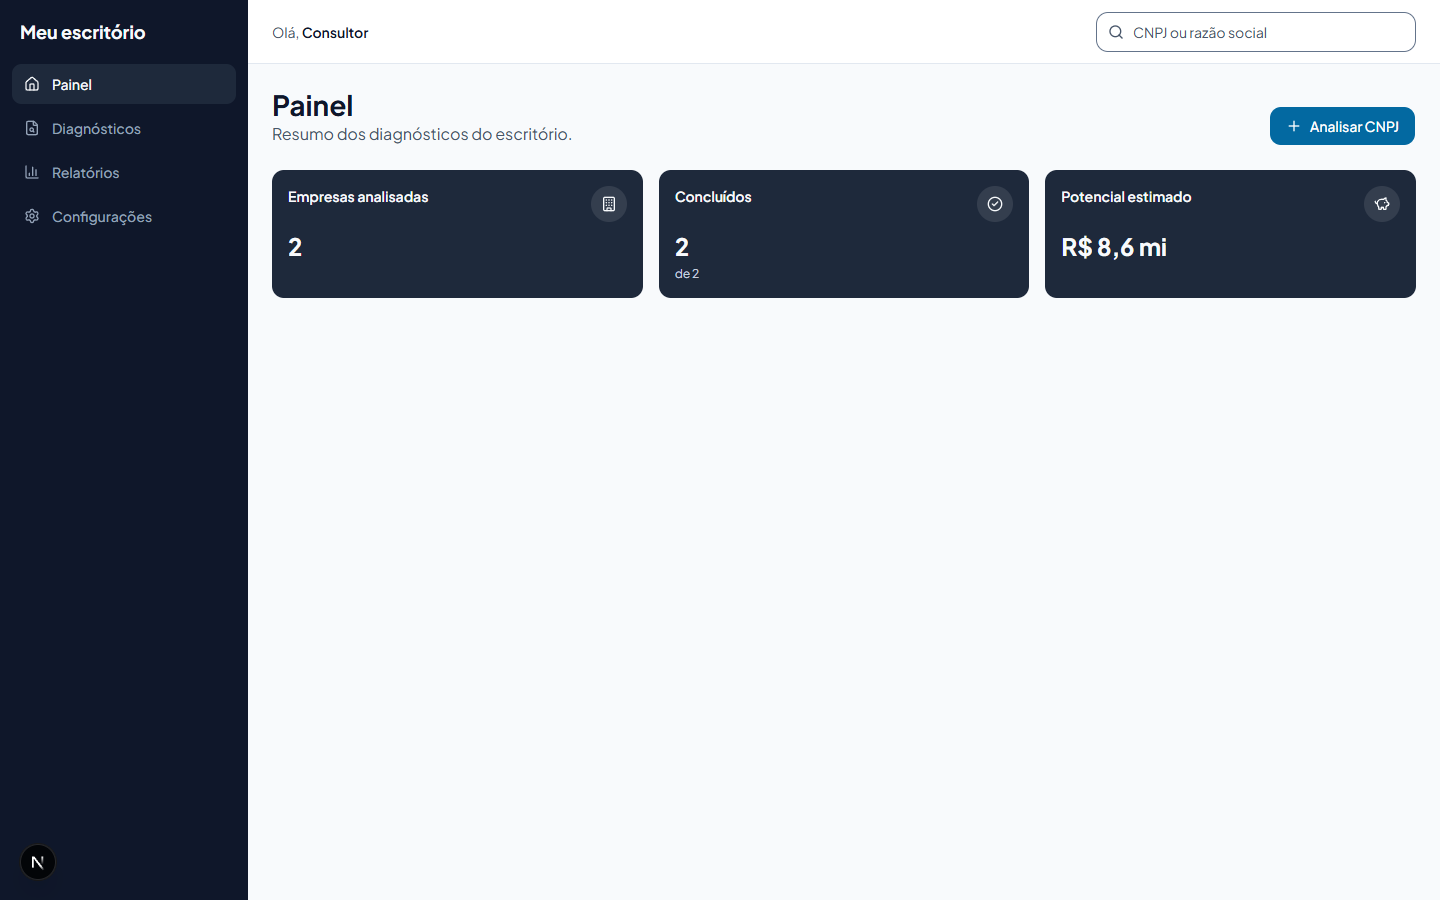 Meu escritório
Painel
Diagnósticos
Relatórios
Configurações
N
Olá, Consultor
CNPJ ou razão social
Painel
Resumo dos diagnósticos do escritório.
Analisar CNPJ
Empresas analisadas
2
Concluídos
2
de 2
Potencial estimado
R$ 8,6 mi